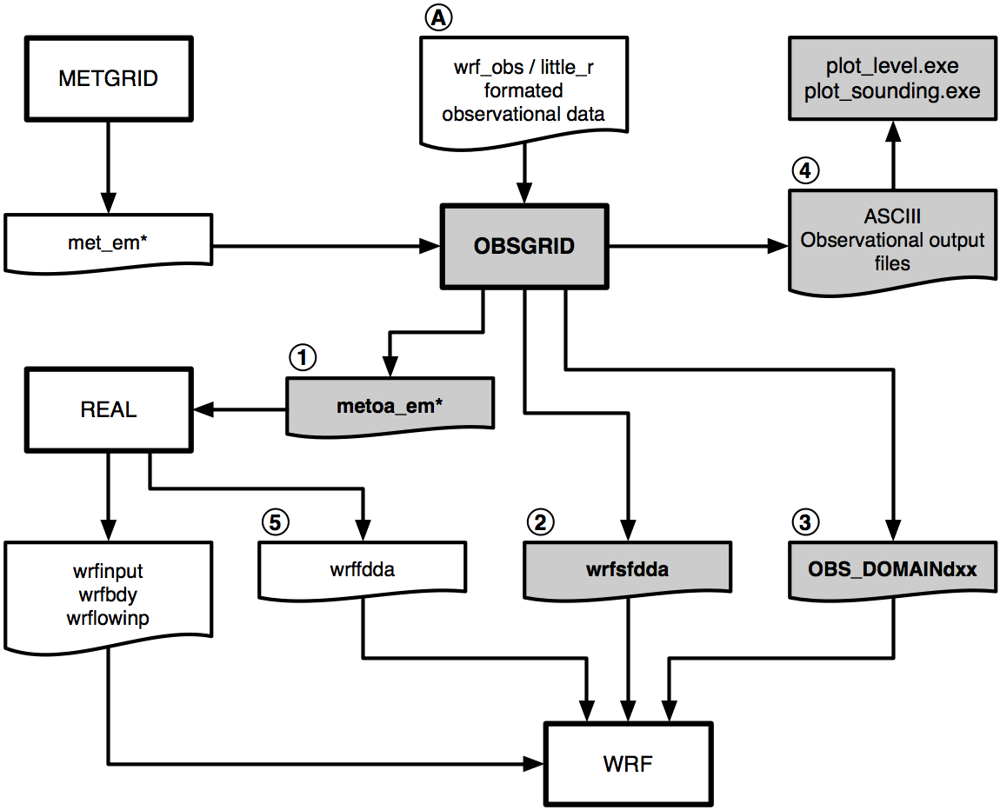 A
METGRID
wrf_obs / little_r
formated
observational data
plot_level.exe
plot_sounding.exe
4
met_em*
OBSGRID
ASCIII
Observational output
files
1
REAL
metoa_em*
5
2
3
wrfinput
wrfbdy
wrflowinp
wrffdda
wrfsfdda
OBS_DOMAINdxx
WRF